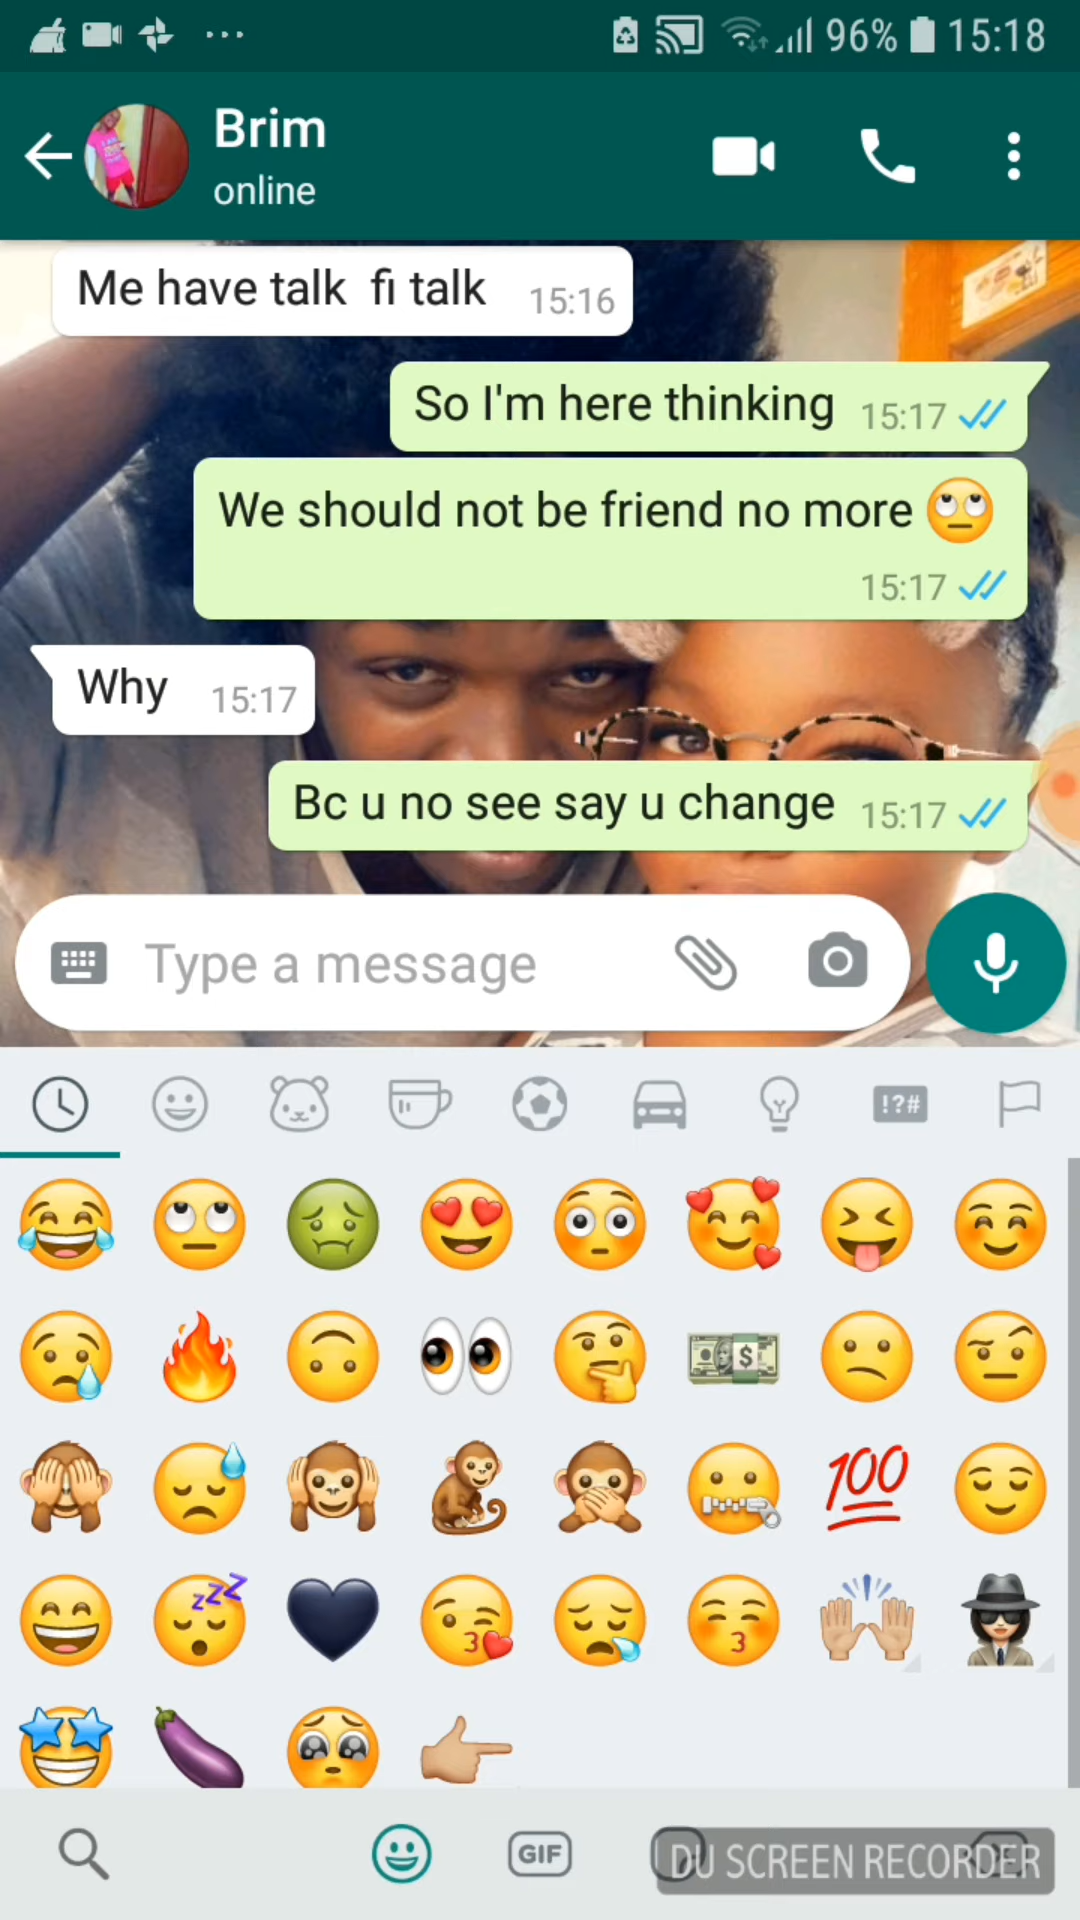 96% 15:18
Brim
online
Me have talk fi talk 15:16
So I'm here thinking 15:17
We should not be friend no more 🙄
15:17
Why 15:17
Bc u no see say u change 15:17
Type a message
!?#
GIF
DU SCREEN RECORDER